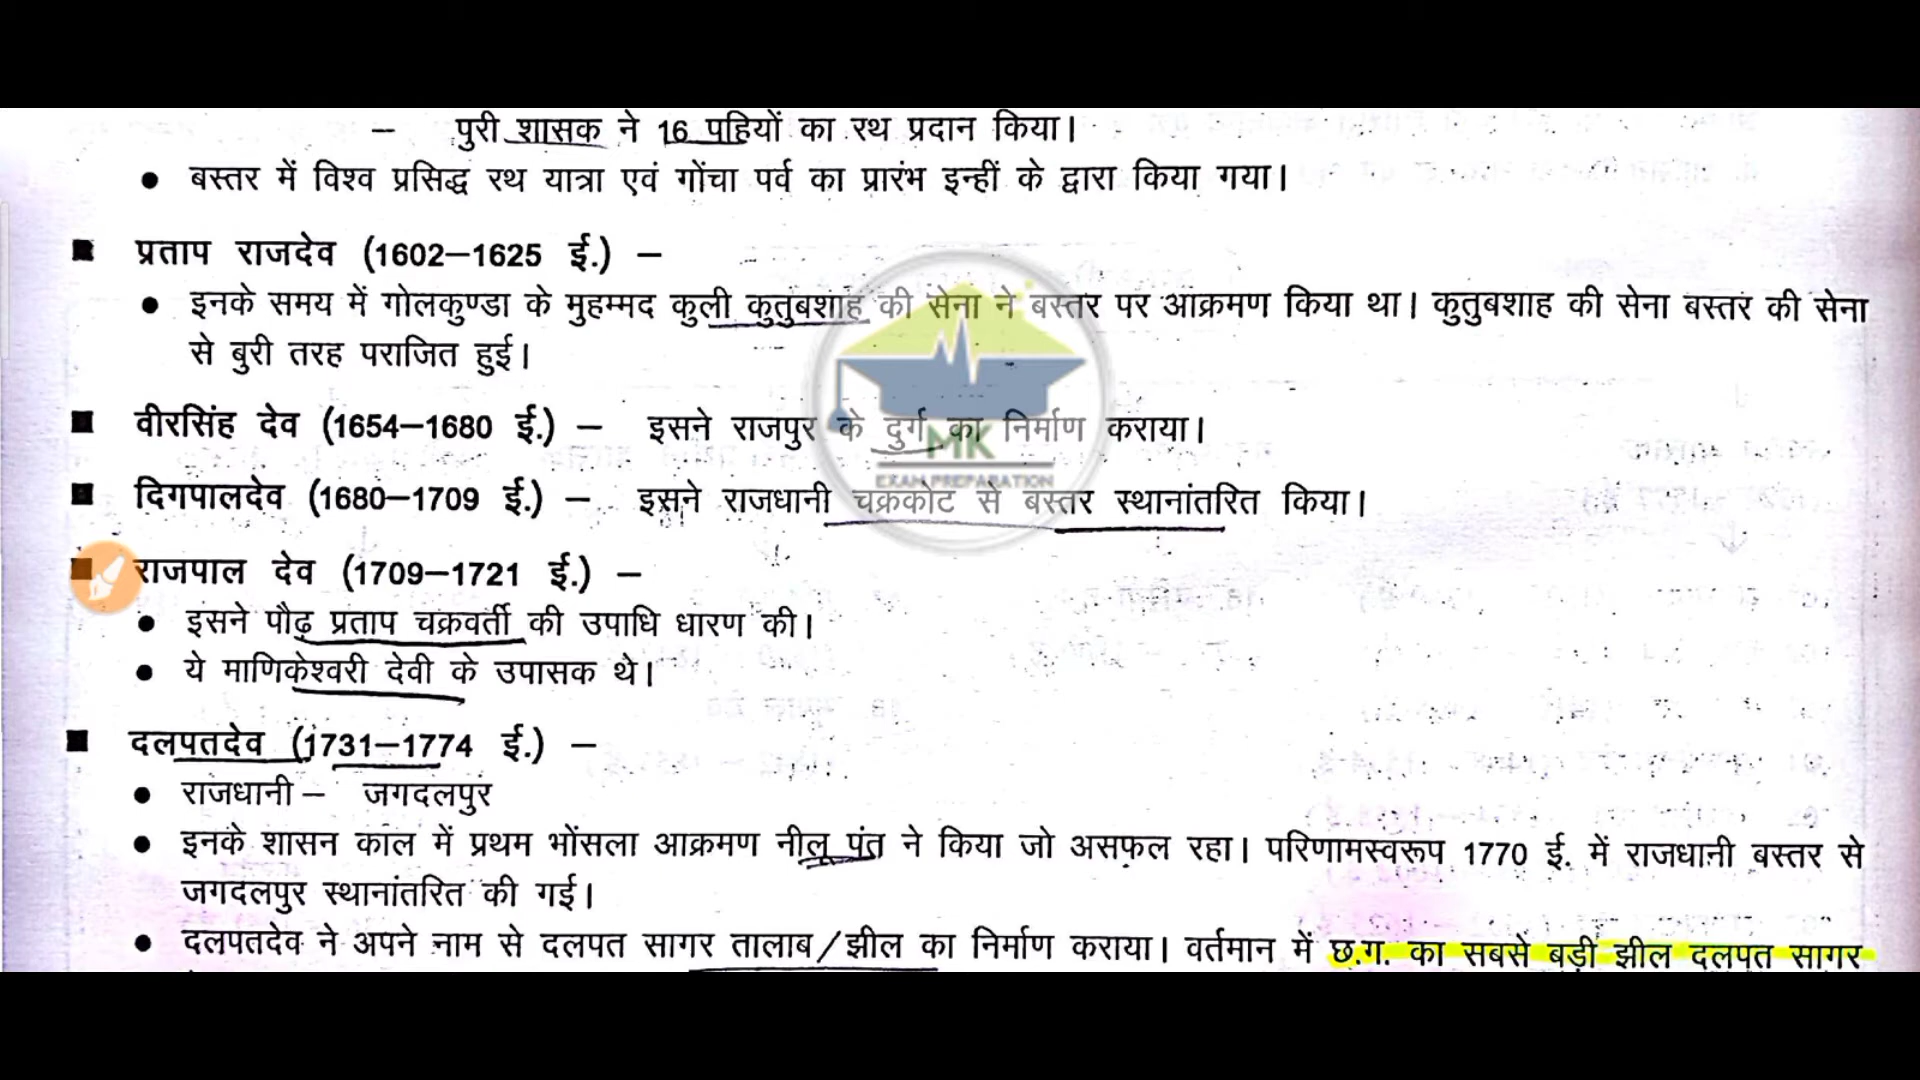 – पुरी शासक ने 16 पहियों का रथ प्रदान किया।
● बस्तर में विश्व प्रसिद्ध रथ यात्रा एवं गोंचा पर्व का प्रारंभ इन्हीं के द्वारा किया गया।
■ प्रताप राजदेव (1602–1625 ई.) –
● इनके समय में गोलकुण्डा के मुहम्मद कुली कुतुबशाह की सेना ने बस्तर पर आक्रमण किया था। कुतुबशाह की सेना बस्तर की सेना
से बुरी तरह पराजित हुई।
■ वीरसिंह देव (1654–1680 ई.) – इसने राजपुर के दुर्ग का निर्माण कराया।
MK
EXAM PREPARATION
■ दिगपालदेव (1680–1709 ई.) – इसने राजधानी चक्रकोट से बस्तर स्थानांतरित किया।
■ राजपाल देव (1709–1721 ई.) –
● इसने पौढ़ प्रताप चक्रवर्ती की उपाधि धारण की।
● ये माणिकेश्वरी देवी के उपासक थे।
■ दलपतदेव (1731–1774 ई.) –
● राजधानी – जगदलपुर
● इनके शासन काल में प्रथम भोंसला आक्रमण नीलू पंत ने किया जो असफल रहा। परिणामस्वरूप 1770 ई. में राजधानी बस्तर से
जगदलपुर स्थानांतरित की गई।
● दलपतदेव ने अपने नाम से दलपत सागर तालाब/झील का निर्माण कराया। वर्तमान में छ.ग. का सबसे बड़ी झील दलपत सागर